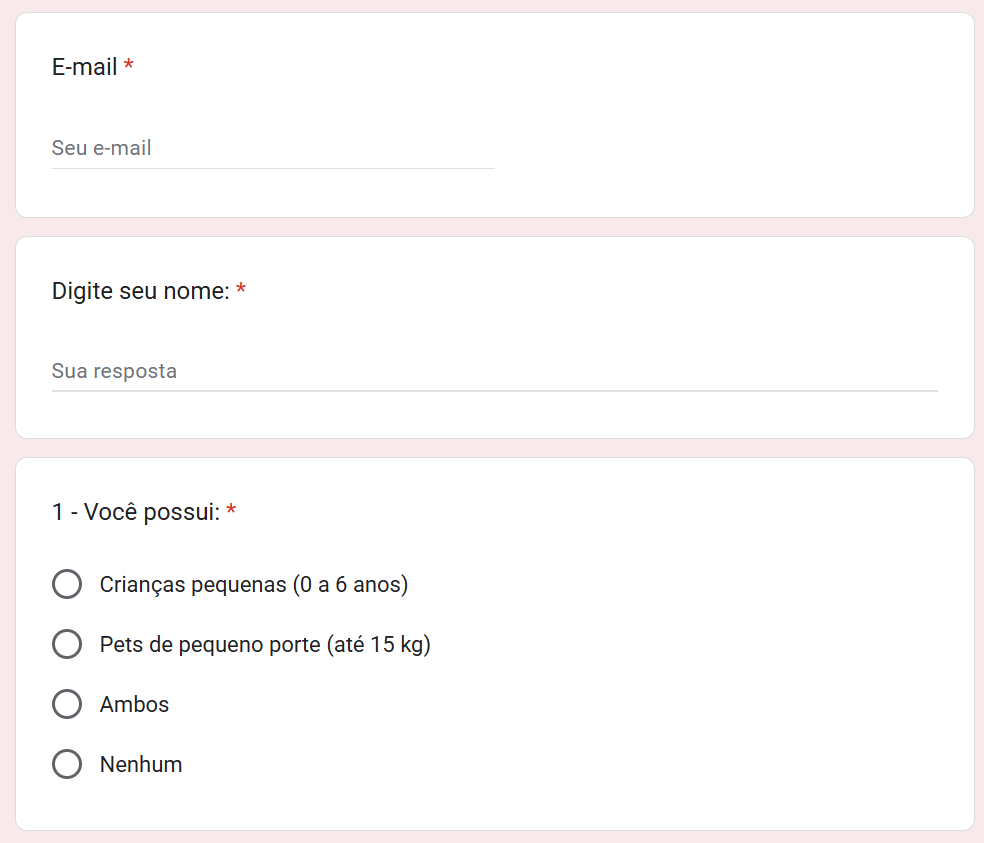 E-mail *
Seu e-mail
Digite seu nome: *
Sua resposta
1 - Você possui: *
Crianças pequenas (0 a 6 anos)
Pets de pequeno porte (até 15 kg)
Ambos
Nenhum